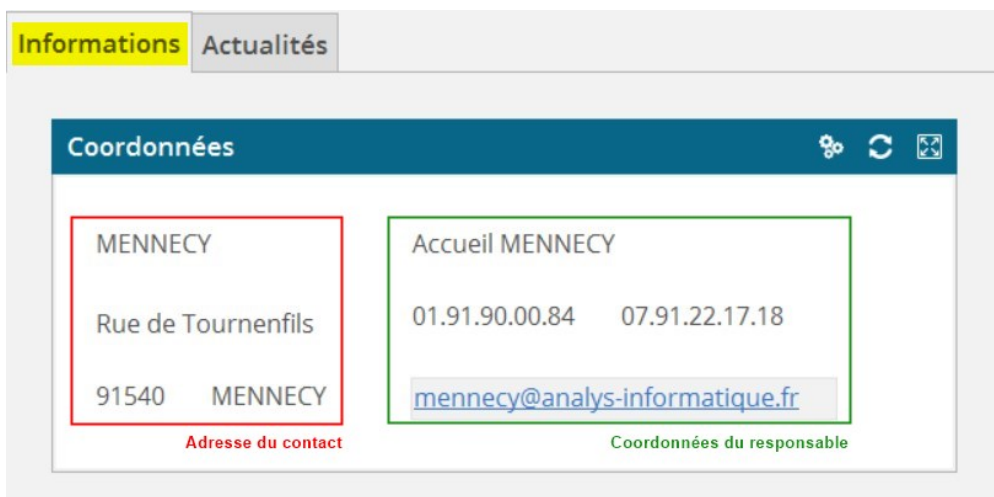 Informations Actualités
Coordonnées
MENNECY
Rue de Tournenfils
91540 MENNECY
Adresse du contact
Accueil MENNECY
01.91.90.00.84 07.91.22.17.18
mennecy@analys-informatique.fr
Coordonnées du responsable